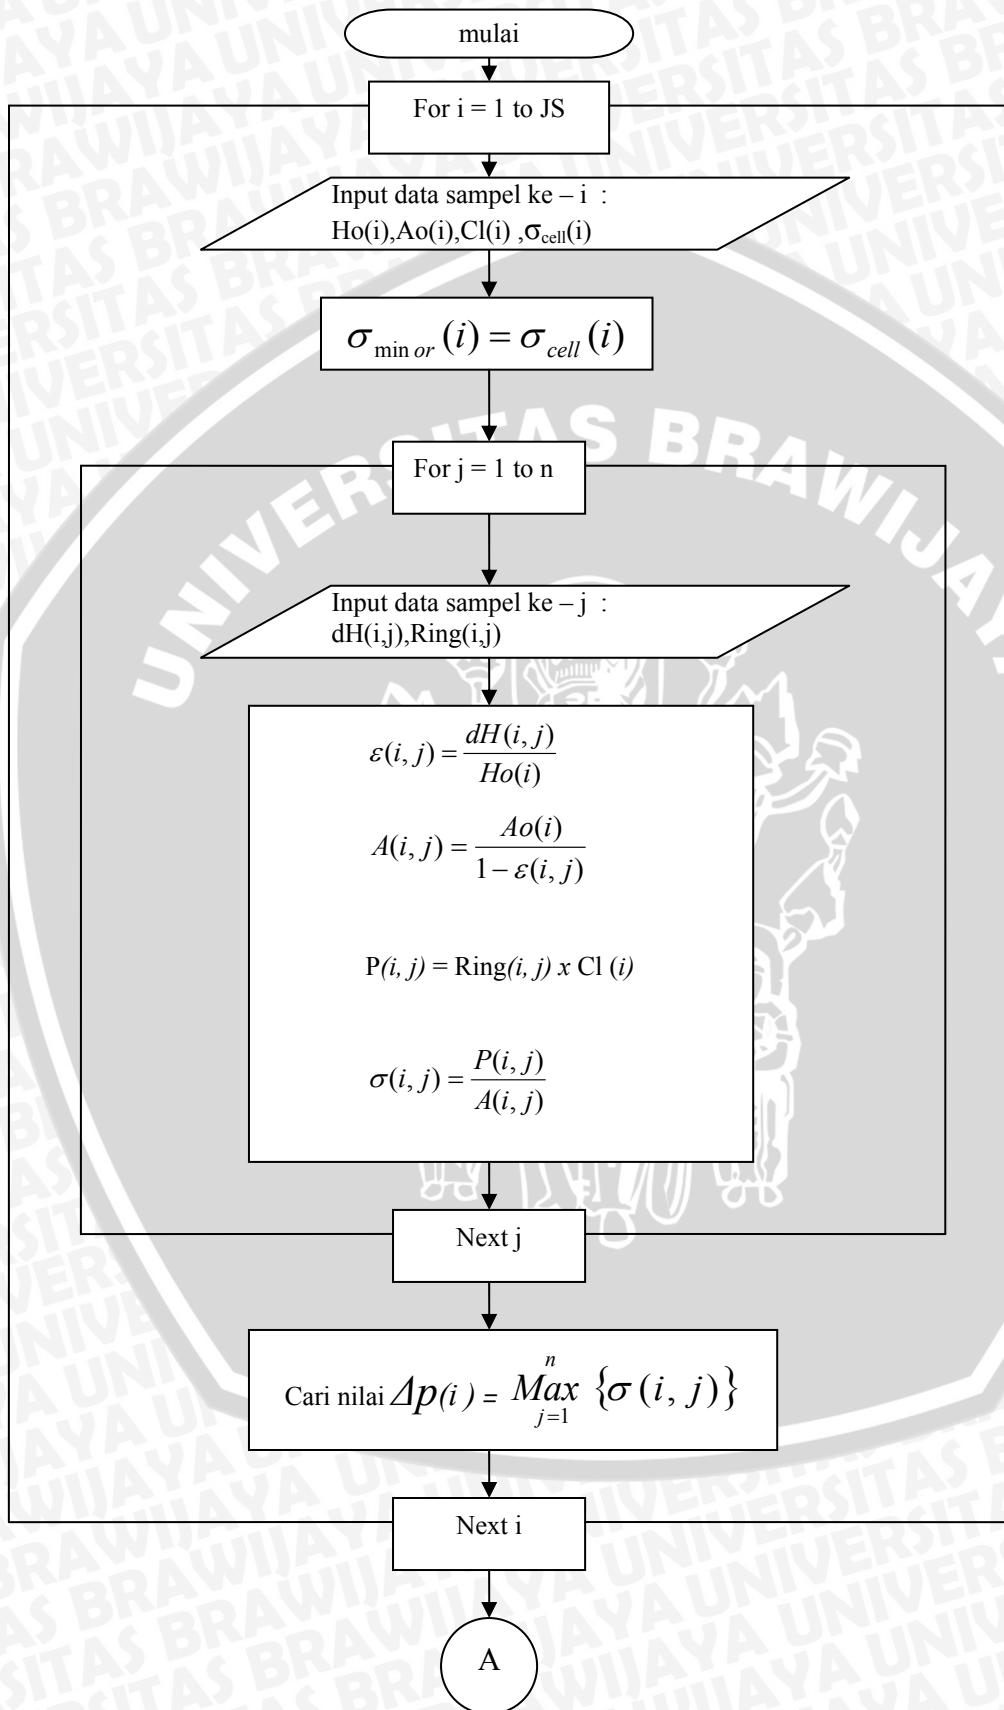 mulai
For i = 1 to JS
Input data sampel ke – i :
Ho(i),Ao(i),Cl(i) ,σcell(i)
σmin or (i) = σcell (i)
UNIVERSITAS BRAWIJAYA
For j = 1 to n
Input data sampel ke – j :
dH(i,j),Ring(i,j)
ε(i, j) = dH(i, j) / Ho(i)
A(i, j) = Ao(i) / 1 − ε(i, j)
P(i, j) = Ring(i, j) x Cl (i)
σ(i, j) = P(i, j) / A(i, j)
Next j
Cari nilai Δp(i ) = Max n j=1 {σ (i, j)}
Next i
A